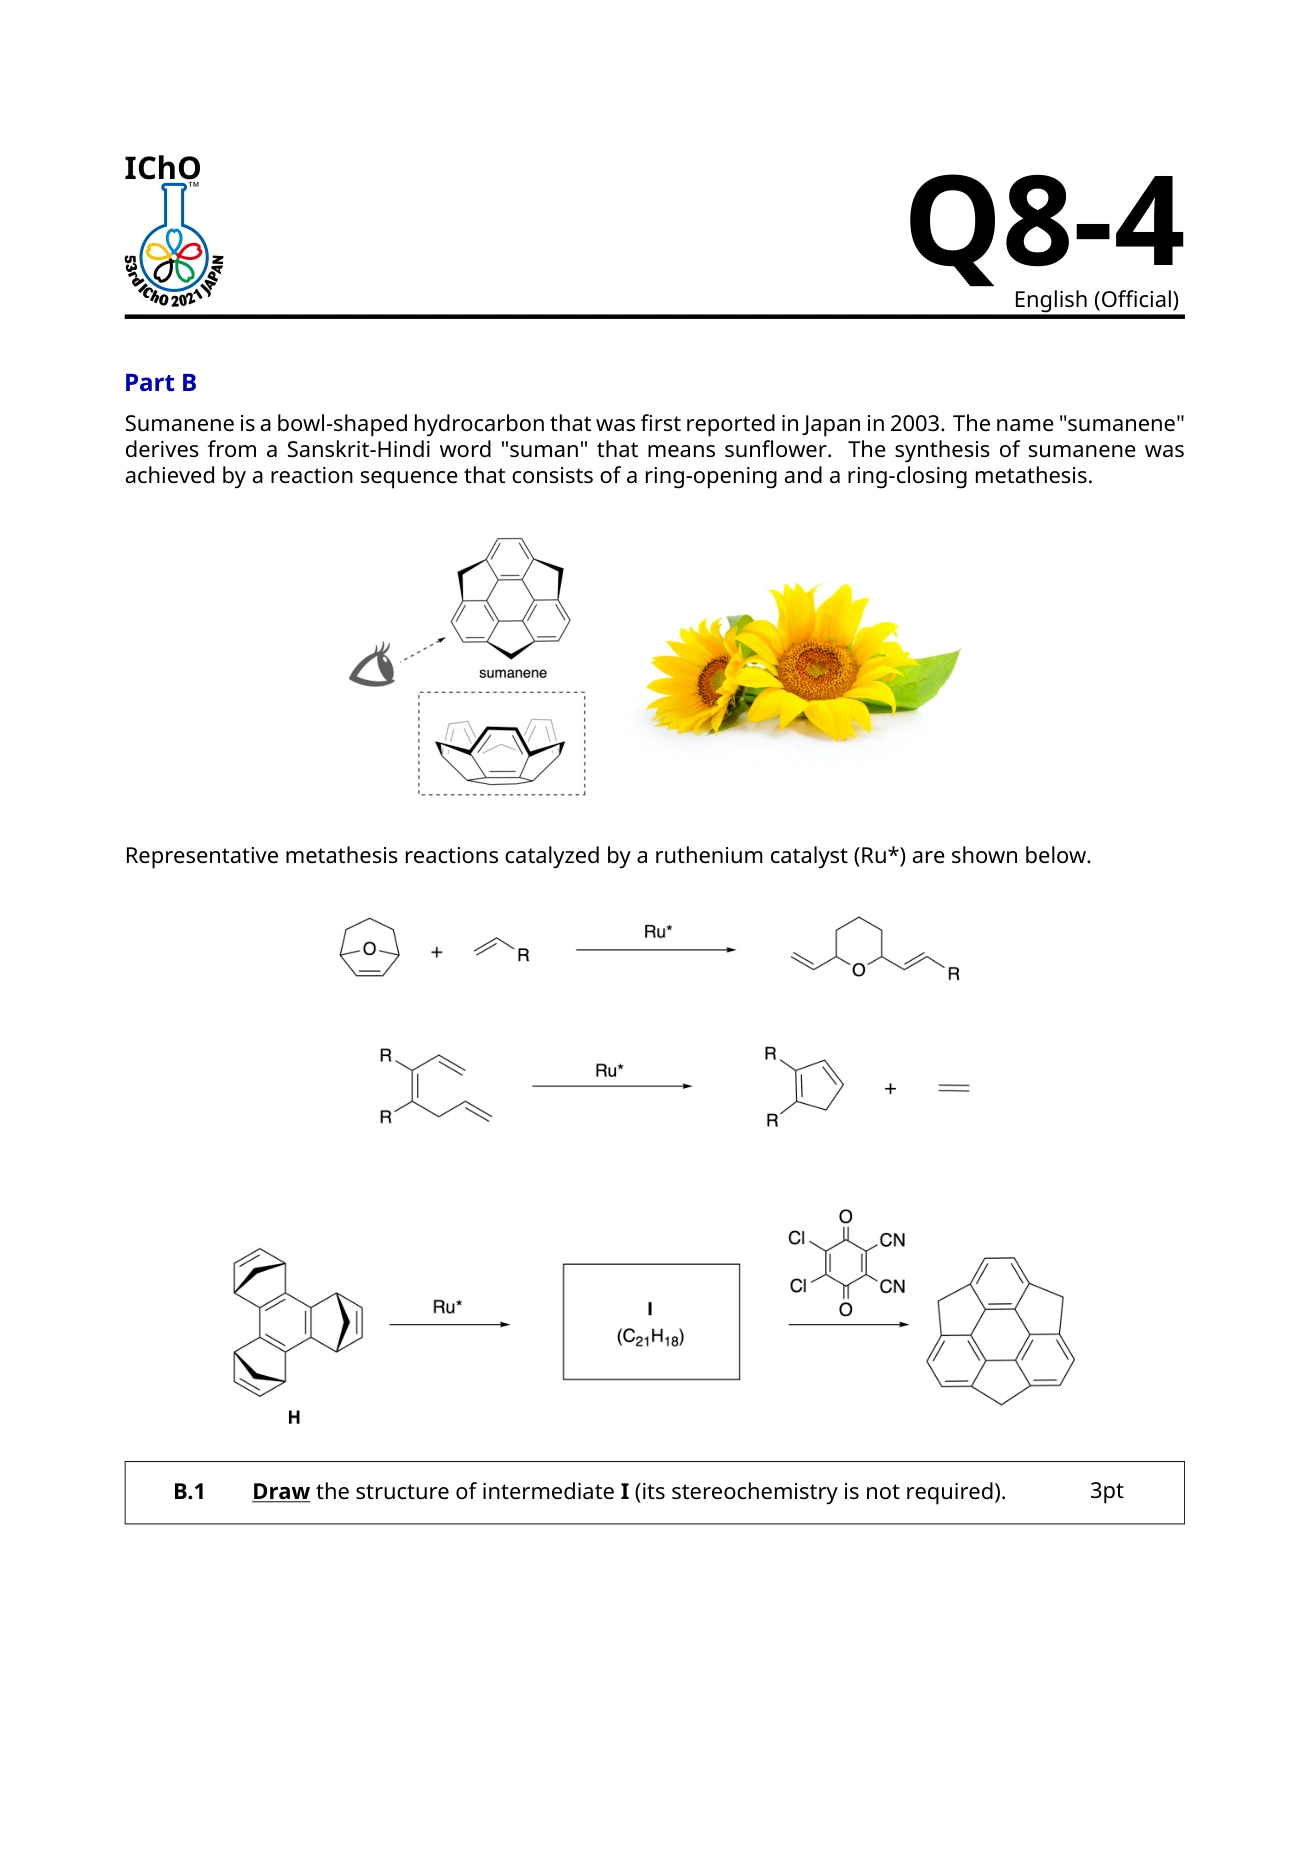 IChO
TM
53rd IChO 2021 JAPAN
Q8-4
English (Official)
Part B
Sumanene is a bowl-shaped hydrocarbon that was first reported in Japan in 2003. The name "sumanene"
derives from a Sanskrit-Hindi word "suman" that means sunflower. The synthesis of sumanene was
achieved by a reaction sequence that consists of a ring-opening and a ring-closing metathesis.
sumanene
Representative metathesis reactions catalyzed by a ruthenium catalyst (Ru*) are shown below.
O + R Ru* O R
R R Ru* R R +
H
Ru*
I
(C₂₁H₁₈)
O
Cl CN
Cl CN
O
B.1 Draw the structure of intermediate I (its stereochemistry is not required). 3pt